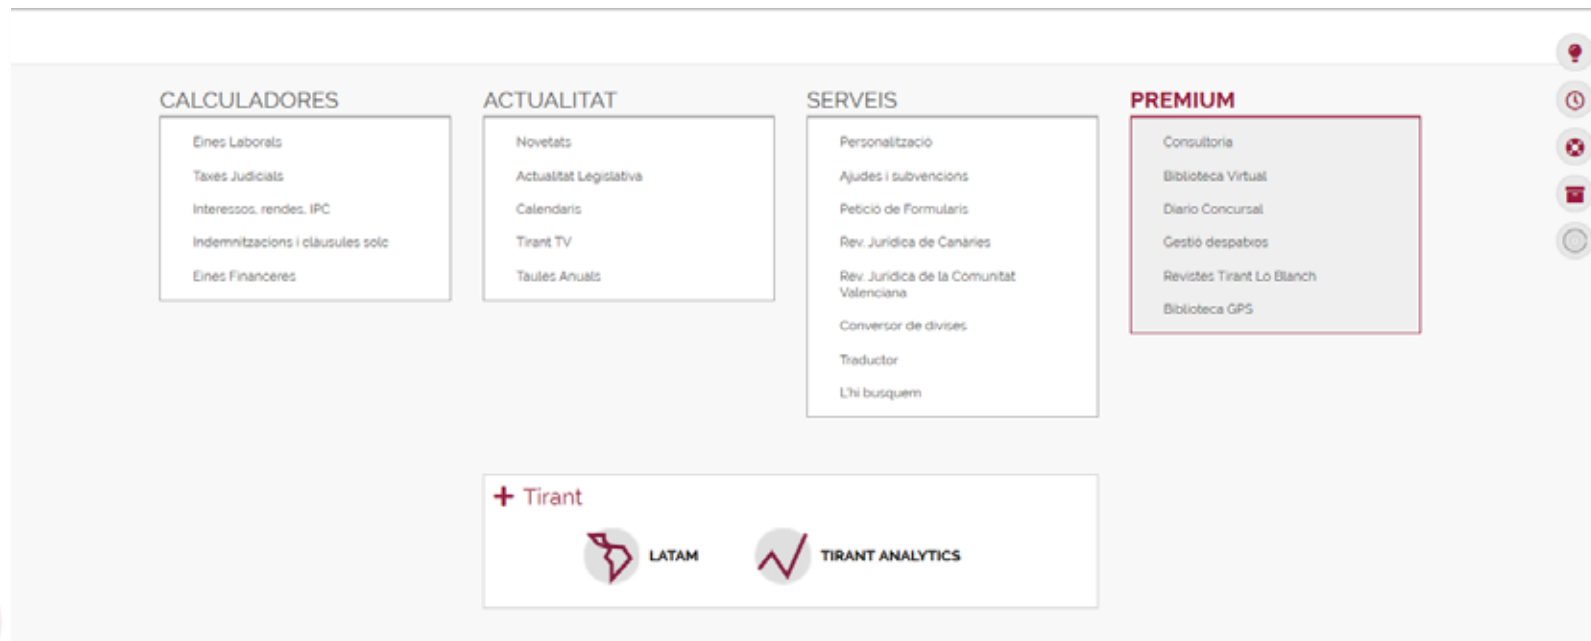 CALCULADORES
Eines Laborals
Taxes Judicials
Interessos, rendes, IPC
Indemnitzacions i clàusules solc
Eines Financeres
ACTUALITAT
Novetats
Actualitat Legislativa
Calendaris
Tirant TV
Taules Anuals
SERVEIS
Personalització
Ajudes i subvencions
Petició de Formularis
Rev. Jurídica de Canàries
Rev. Jurídica de la Comunitat
Valenciana
Conversor de divises
Traductor
L'hi busquem
PREMIUM
Consultoria
Biblioteca Virtual
Diario Concursal
Gestió despatxos
Revistes Tirant Lo Blanch
Biblioteca GPS
+ Tirant
LATAM
TIRANT ANALYTICS